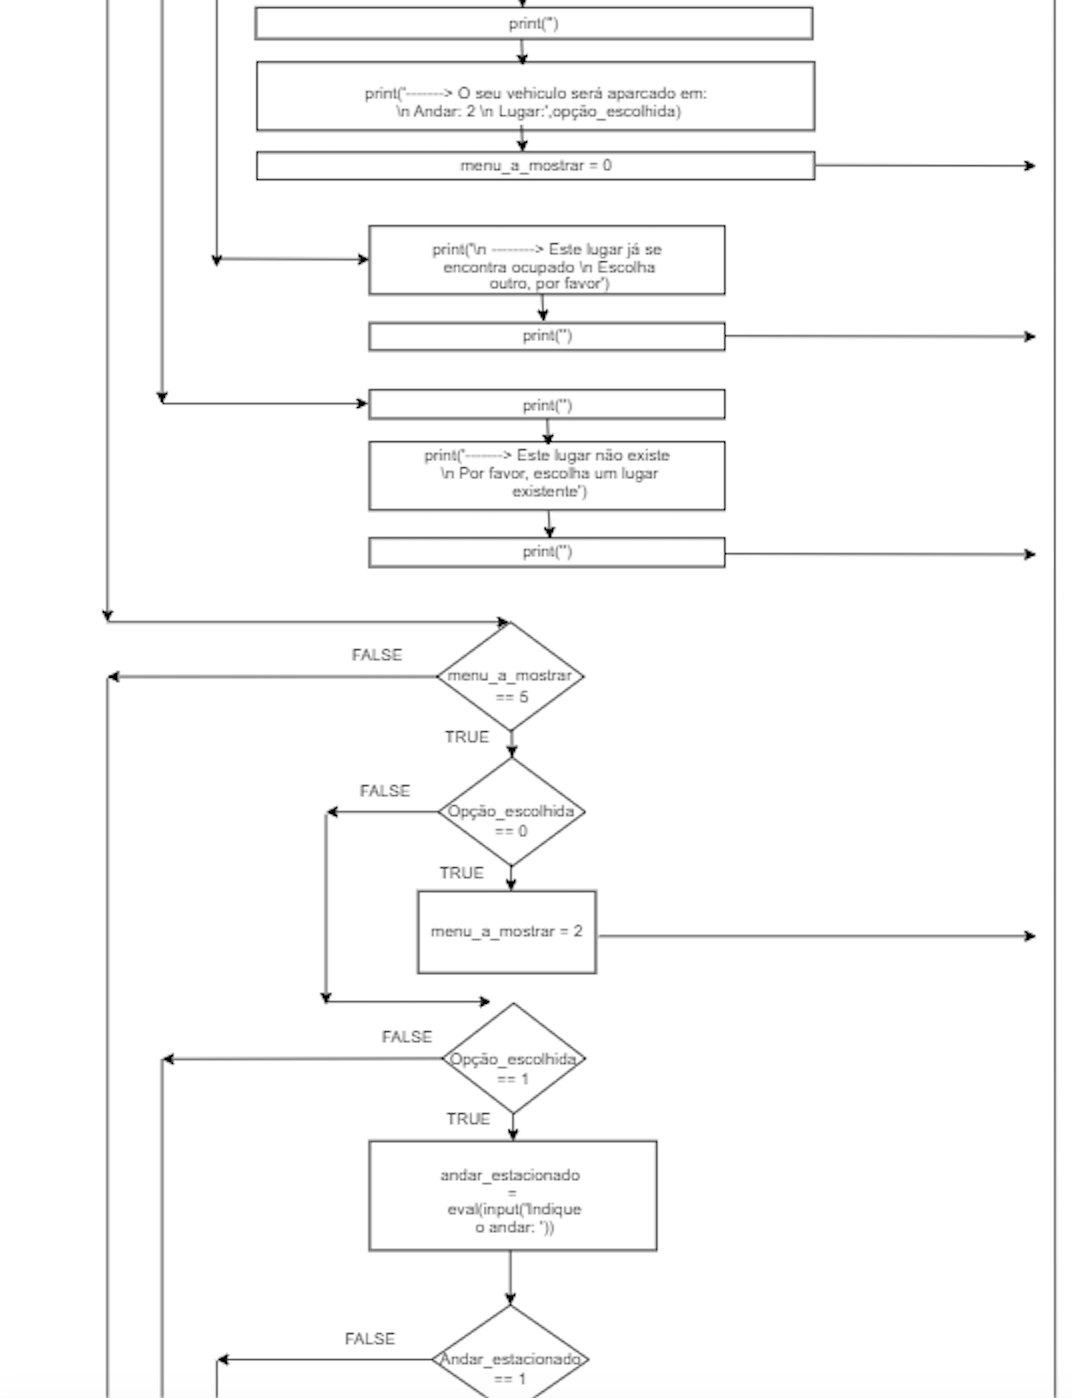 print('')
print('-------> O seu vehiculo será aparcado em:
\n Andar: 2 \n Lugar:',opção_escolhida)
menu_a_mostrar = 0
print('\n --------> Este lugar já se
encontra ocupado \n Escolha
outro, por favor')
print('')
print('')
print('-------> Este lugar não existe
\n Por favor, escolha um lugar
existente')
print('')
FALSE
menu_a_mostrar
== 5
TRUE
FALSE
Opção_escolhida
== 0
TRUE
menu_a_mostrar = 2
FALSE
Opção_escolhida
== 1
TRUE
andar_estacionado
=
eval(input('Indique
o andar: '))
FALSE
Andar_estacionado
== 1